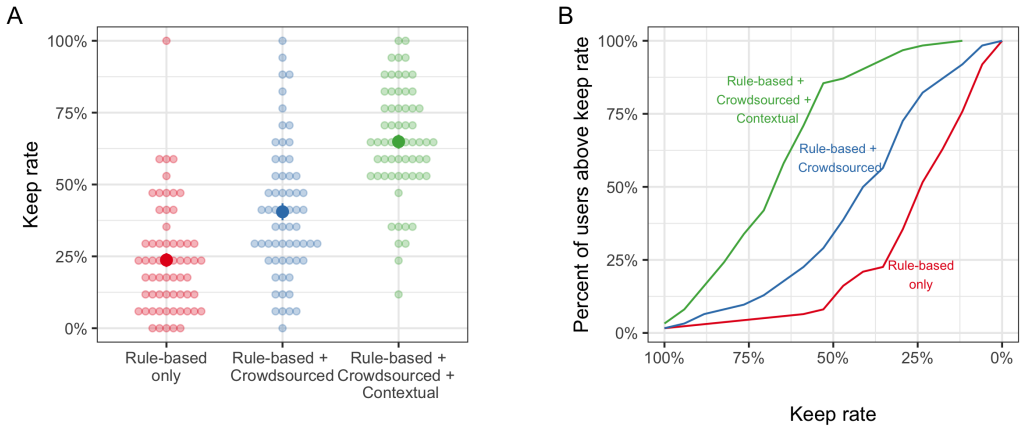 A
Keep rate
100%
75%
50%
25%
0%
Rule-based
only
Rule-based +
Crowdsourced
Rule-based +
Crowdsourced +
Contextual
B
Percent of users above keep rate
100%
75%
50%
25%
0%
Rule-based +
Crowdsourced +
Contextual
Rule-based +
Crowdsourced
Rule-based
only
100%
75%
50%
25%
0%
Keep rate